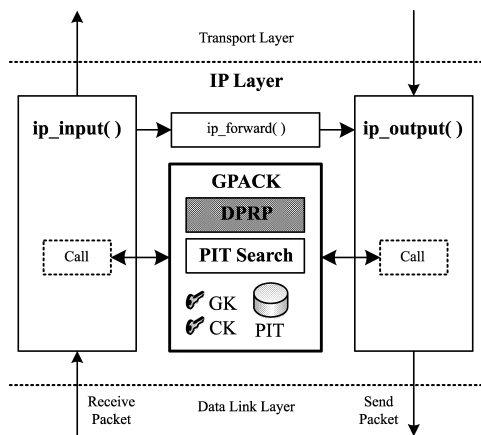 Transport Layer
IP Layer
ip_input( )
ip_forward( )
ip_output( )
GPACK
DPRP
Call
PIT Search
Call
GK
CK
PIT
Receive
Packet
Data Link Layer
Send
Packet